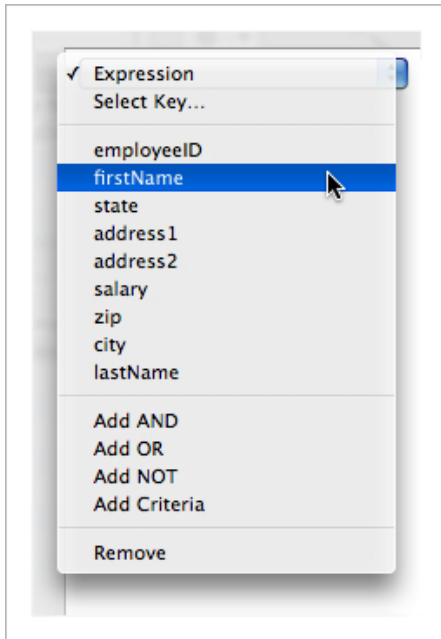 ✓ Expression
Select Key...
employeeID
firstName
state
address1
address2
salary
zip
city
lastName
Add AND
Add OR
Add NOT
Add Criteria
Remove